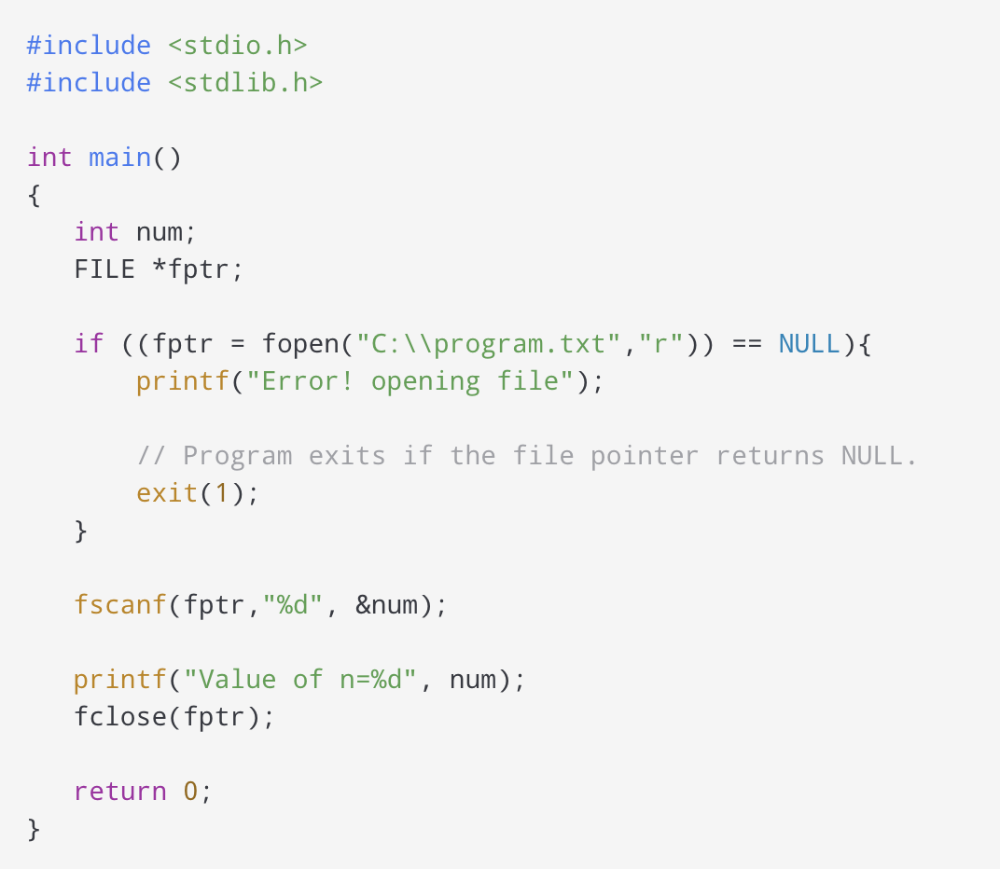 #include <stdio.h>
#include <stdlib.h>

int main()
{
   int num;
   FILE *fptr;

   if ((fptr = fopen("C:\\program.txt","r")) == NULL){
       printf("Error! opening file");

       // Program exits if the file pointer returns NULL.
       exit(1);
   }

   fscanf(fptr,"%d", &num);

   printf("Value of n=%d", num);
   fclose(fptr);

   return 0;
}